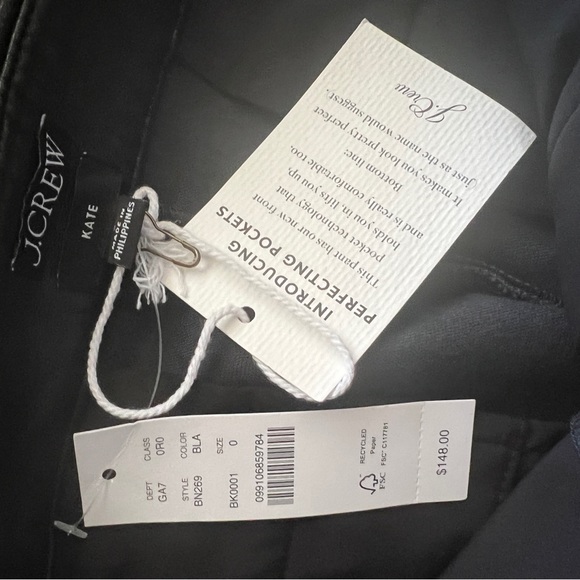 J.CREW
KATE
MADE IN
PHILIPPINES
INTRODUCING
PERFECTING POCKETS
This pant has our new front
pocket technology that
holds you in, lifts you up,
and is really comfortable too.
Bottom line:
It makes you look pretty perfect
(just as the name would suggest).
J.Crew
DEPT CLASS
GA7 0R0
STYLE COLOR
BN269 BLA
SIZE
BK0001 0
099106859784
FSC
RECYCLED
Paper
FSC® C117781
$148.00